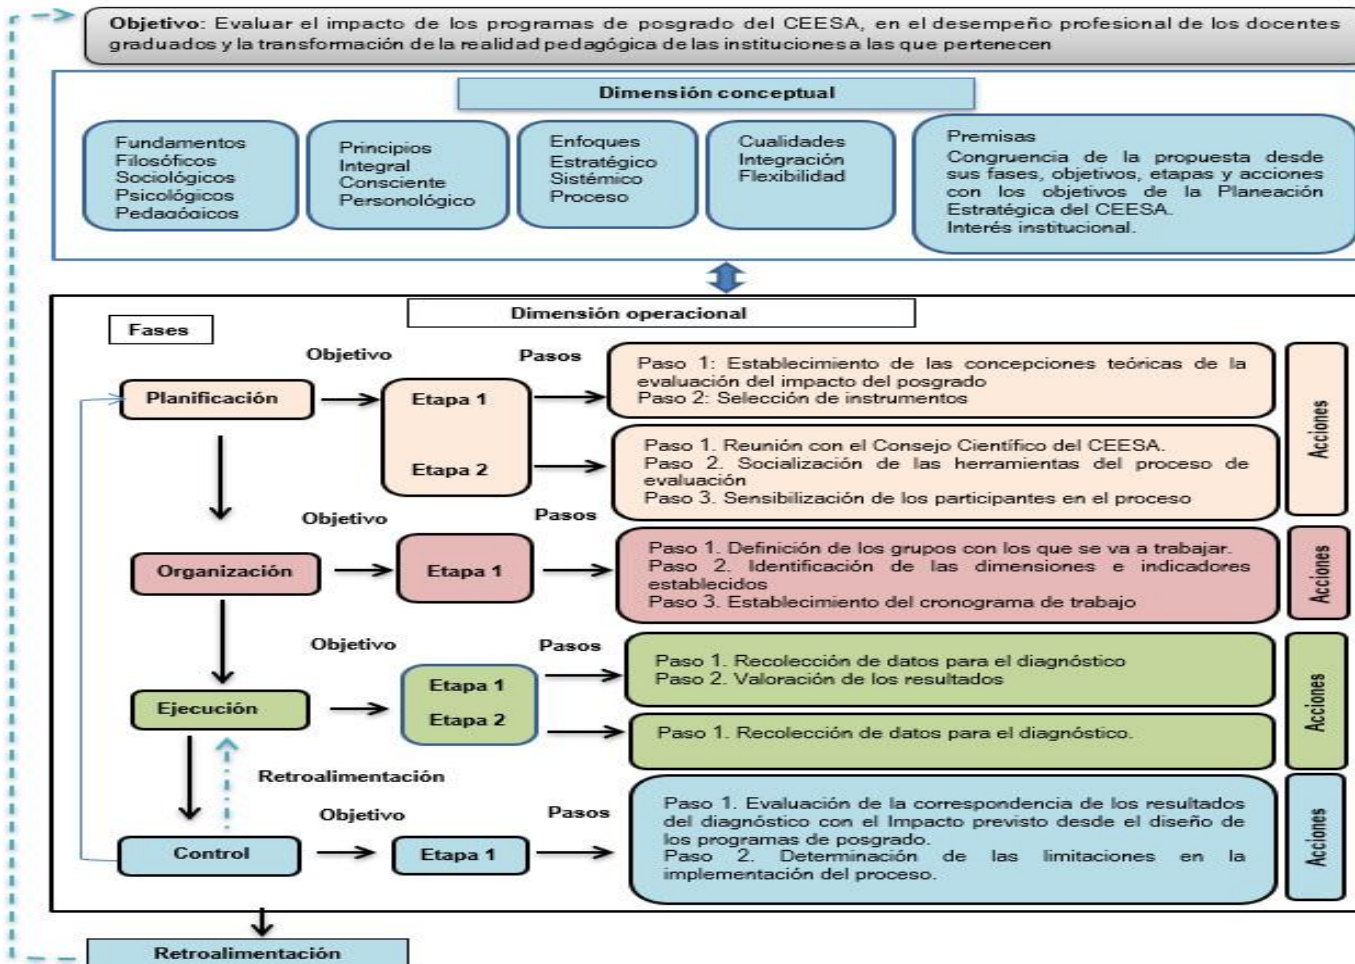 Objetivo: Evaluar el impacto de los programas de posgrado del CEESA, en el desempeño profesional de los docentes
graduados y la transformación de la realidad pedagógica de las instituciones a las que pertenecen
Dimensión conceptual
Fundamentos
Filosóficos
Sociológicos
Psicológicos
Pedagógicos
Principios
Integral
Consciente
Personológico
Enfoques
Estratégico
Sistémico
Proceso
Cualidades
Integración
Flexibilidad
Premisas
Congruencia de la propuesta desde
sus fases, objetivos, etapas y acciones
con los objetivos de la Planeación
Estratégica del CEESA.
Interés institucional.
Dimensión operacional
Fases
Objetivo
Pasos
Planificación
Etapa 1
Etapa 2
Paso 1: Establecimiento de las concepciones teóricas de la
evaluación del impacto del posgrado
Paso 2: Selección de instrumentos
Paso 1. Reunión con el Consejo Científico del CEESA.
Paso 2. Socialización de las herramientas del proceso de
evaluación
Paso 3. Sensibilización de los participantes en el proceso
Acciones
Objetivo
Pasos
Organización
Etapa 1
Paso 1. Definición de los grupos con los que se va a trabajar.
Paso 2. Identificación de las dimensiones e indicadores
establecidos
Paso 3. Establecimiento del cronograma de trabajo
Acciones
Objetivo
Pasos
Ejecución
Etapa 1
Etapa 2
Paso 1. Recolección de datos para el diagnóstico
Paso 2. Valoración de los resultados
Paso 1. Recolección de datos para el diagnóstico.
Acciones
Retroalimentación
Objetivo
Pasos
Control
Etapa 1
Paso 1. Evaluación de la correspondencia de los resultados
del diagnóstico con el Impacto previsto desde el diseño de
los programas de posgrado.
Paso 2. Determinación de las limitaciones en la
implementación del proceso.
Acciones
Retroalimentación